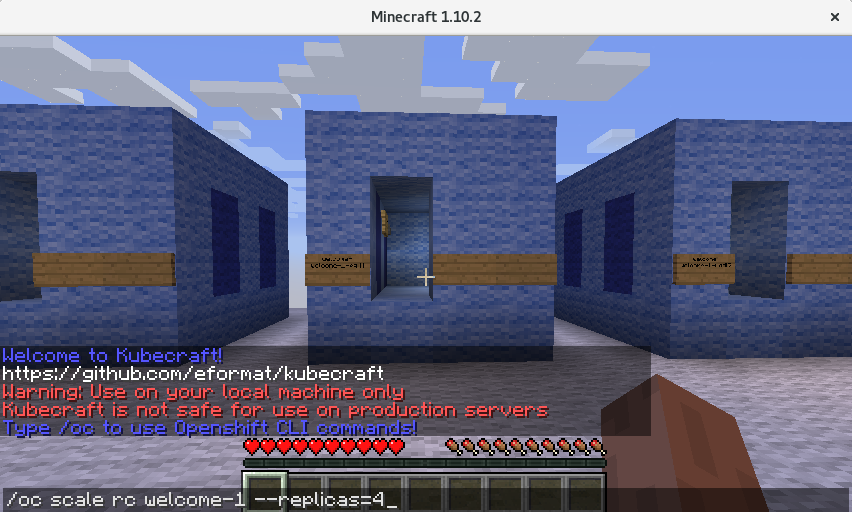 Minecraft 1.10.2
Welcome to Kubecraft!
https://github.com/eformat/kubecraft
Warning: Use on your local machine only
Kubecraft is not safe for use on production servers
Type /oc to use Openshift CLI commands!
/oc scale rc welcome-1 --replicas=4_